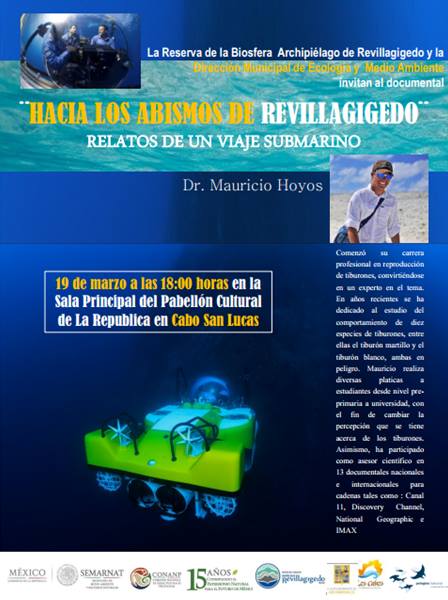 La Reserva de la Biosfera Archipiélago de Revillagigedo y la
Dirección Municipal de Ecología y Medio Ambiente
invitan al documental
¨HACIA LOS ABISMOS DE REVILLAGIGEDO¨
RELATOS DE UN VIAJE SUBMARINO
Dr. Mauricio Hoyos
19 de marzo a las 18:00 horas en la
Sala Principal del Pabellón Cultural
de La Republica en Cabo San Lucas
Comenzó su carrera
profesional en reproducción
de tiburones, convirtiéndose
en un experto en el tema.
En años recientes se ha
dedicado al estudio del
comportamiento de diez
especies de tiburones, entre
ellas el tiburón martillo y el
tiburón blanco, ambas en
peligro. Mauricio realiza
diversas platicas a
estudiantes desde nivel pre-
primaria a universidad, con
el fin de cambiar la
percepción que se tiene
acerca de los tiburones.
Asimismo, ha participado
como asesor científico en
13 documentales nacionales
e internacionales para
cadenas tales como : Canal
11, Discovery Channel,
National Geographic e
IMAX
MÉXICO
SEMARNAT
CONANP
15 AÑOS
Revillagigedo
Los Cabos